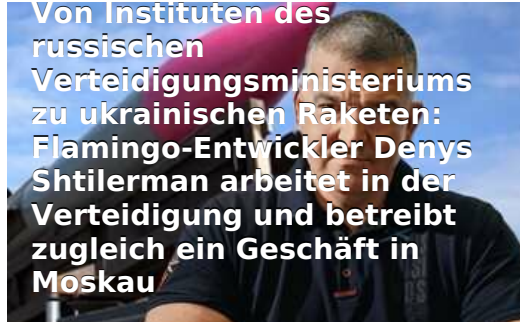 Von Instituten des
russischen
Verteidigungsministeriums
zu ukrainischen Raketen:
Flamingo-Entwickler Denys
Shtilerman arbeitet in der
Verteidigung und betreibt
zugleich ein Geschäft in
Moskau